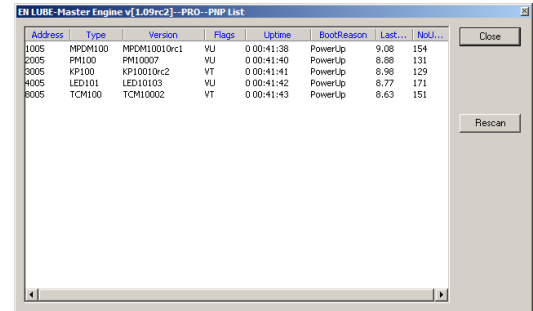 EN LUBE-Master Engine v[1.09rc2]--PRO--PNP List
Address Type Version Flags Uptime BootReason Last... NoU...
1005 MPDM100 MPDM10010rc1 VU 0 00:41:38 PowerUp 9.08 154
2005 PM100 PM10007 VU 0 00:41:40 PowerUp 8.88 131
3005 KP100 KP10010rc2 VT 0 00:41:41 PowerUp 8.98 129
4005 LED101 LED10103 VU 0 00:41:42 PowerUp 8.77 171
8005 TCM100 TCM10002 VT 0 00:41:43 PowerUp 8.63 151
Close
Rescan